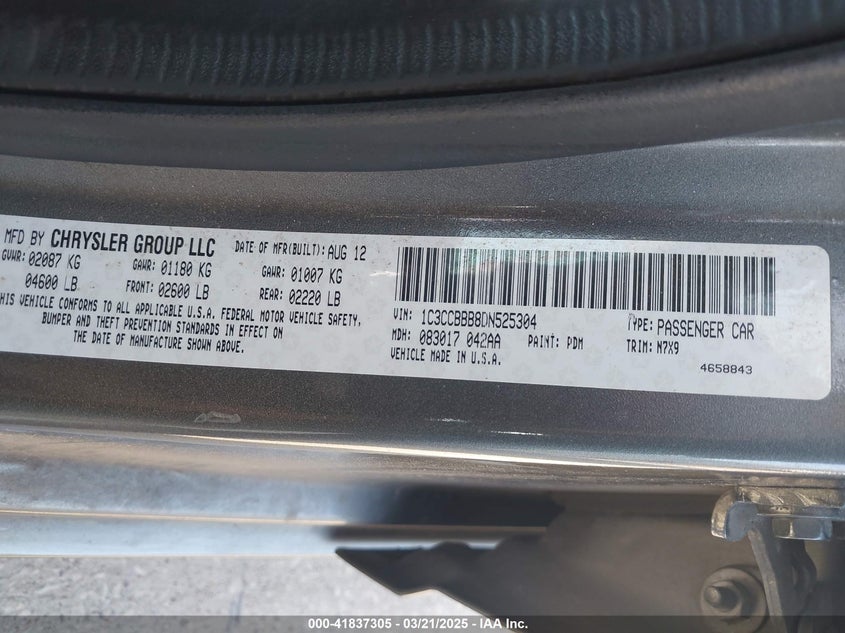 MFD BY CHRYSLER GROUP LLC DATE OF MFR(BUILT): AUG 12
GVWR: 02087 KG GAWR: 01180 KG GAWR: 01007 KG
04600 LB FRONT: 02600 LB REAR: 02220 LB
THIS VEHICLE CONFORMS TO ALL APPLICABLE U.S.A. FEDERAL MOTOR VEHICLE SAFETY,
BUMPER AND THEFT PREVENTION STANDARDS IN EFFECT ON
THE DATE OF MANUFACTURE SHOWN ABOVE.
VIN: 1C3CCBBB8DN525304 TYPE: PASSENGER CAR
MDH: 083017 042AA PAINT: PDM TRIM: N7X9
VEHICLE MADE IN U.S.A.
4658843
000-41837305 - 03/21/2025 - IAA Inc.